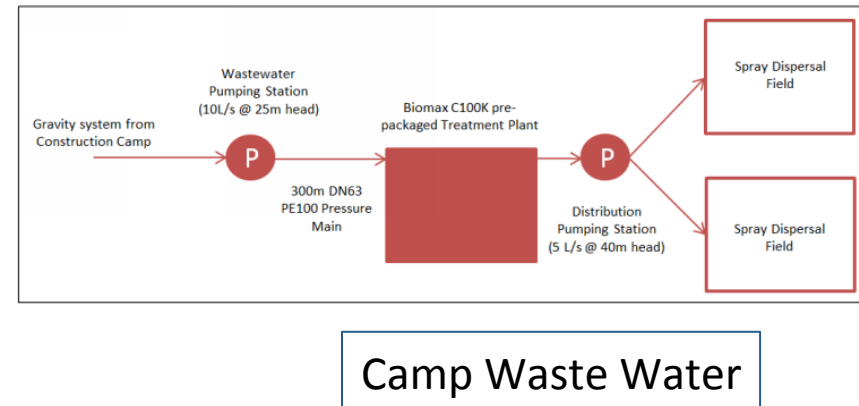 Gravity system from
Construction Camp
Wastewater
Pumping Station
(10L/s @ 25m head)
P
300m DN63
PE100 Pressure
Main
Biomax C100K pre-
packaged Treatment Plant
P
Distribution
Pumping Station
(5 L/s @ 40m head)
Spray Dispersal
Field
Spray Dispersal
Field
Camp Waste Water